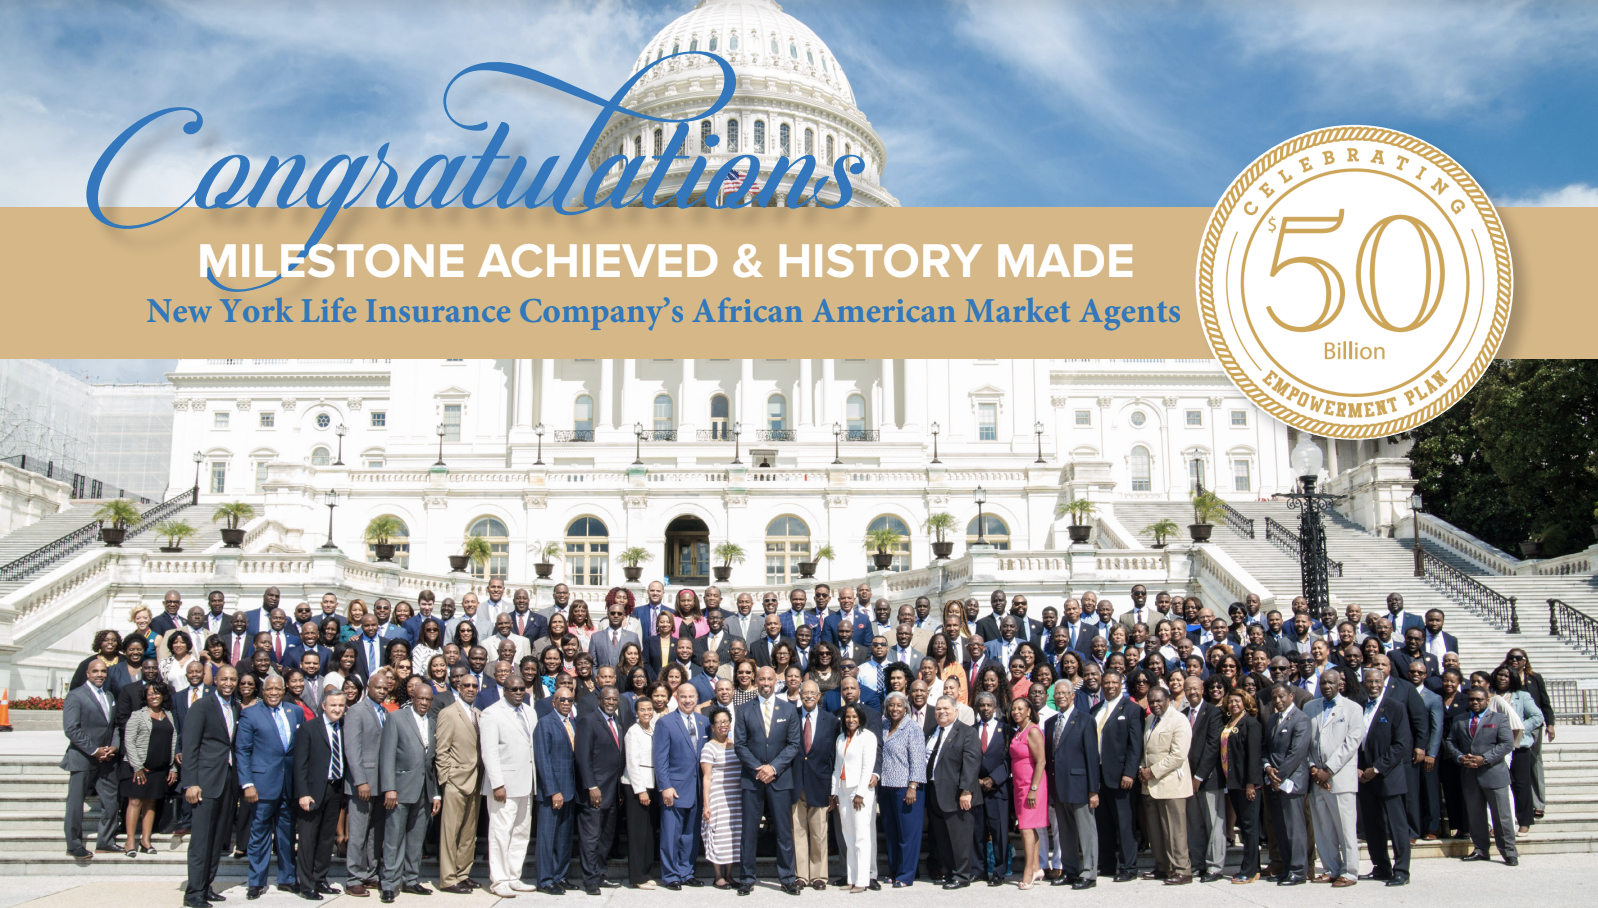 Congratulations
MILESTONE ACHIEVED & HISTORY MADE
New York Life Insurance Company’s African American Market Agents
CELEBRATING
$50
Billion
EMPOWERMENT PLAN